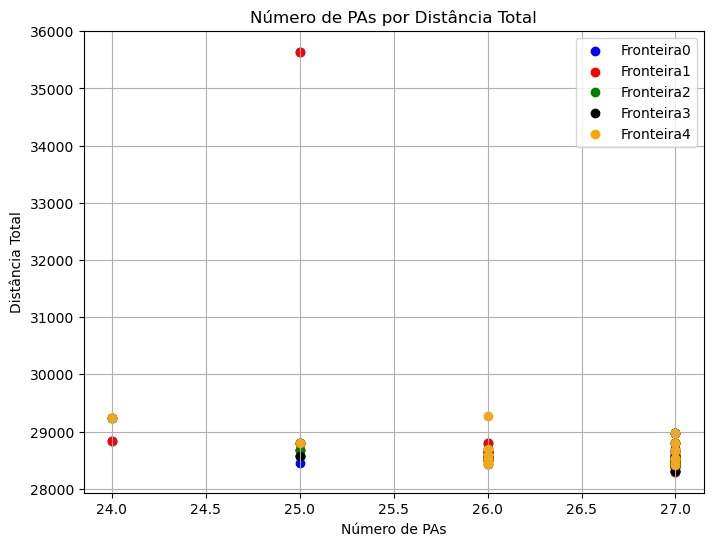 Número de PAs por Distância Total
Fronteira0
Fronteira1
Fronteira2
Fronteira3
Fronteira4
36000
35000
34000
33000
32000
31000
30000
29000
28000
Distância Total
24.0 24.5 25.0 25.5 26.0 26.5 27.0
Número de PAs